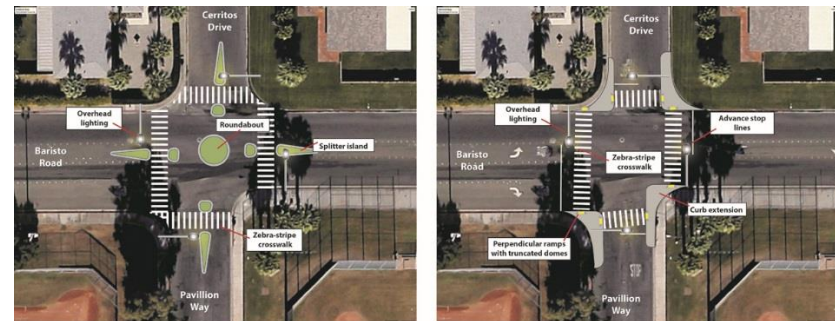 Cerritos
Drive
Overhead
lighting
Roundabout
Splitter island
Baristo
Road
Zebra-stripe
crosswalk
Pavillion
Way
Cerritos
Drive
Overhead
lighting
Advance stop
lines
Baristo
Road
Zebra-stripe
crosswalk
Curb extension
Perpendicular ramps
with truncated domes
STOP
Pavillion
Way